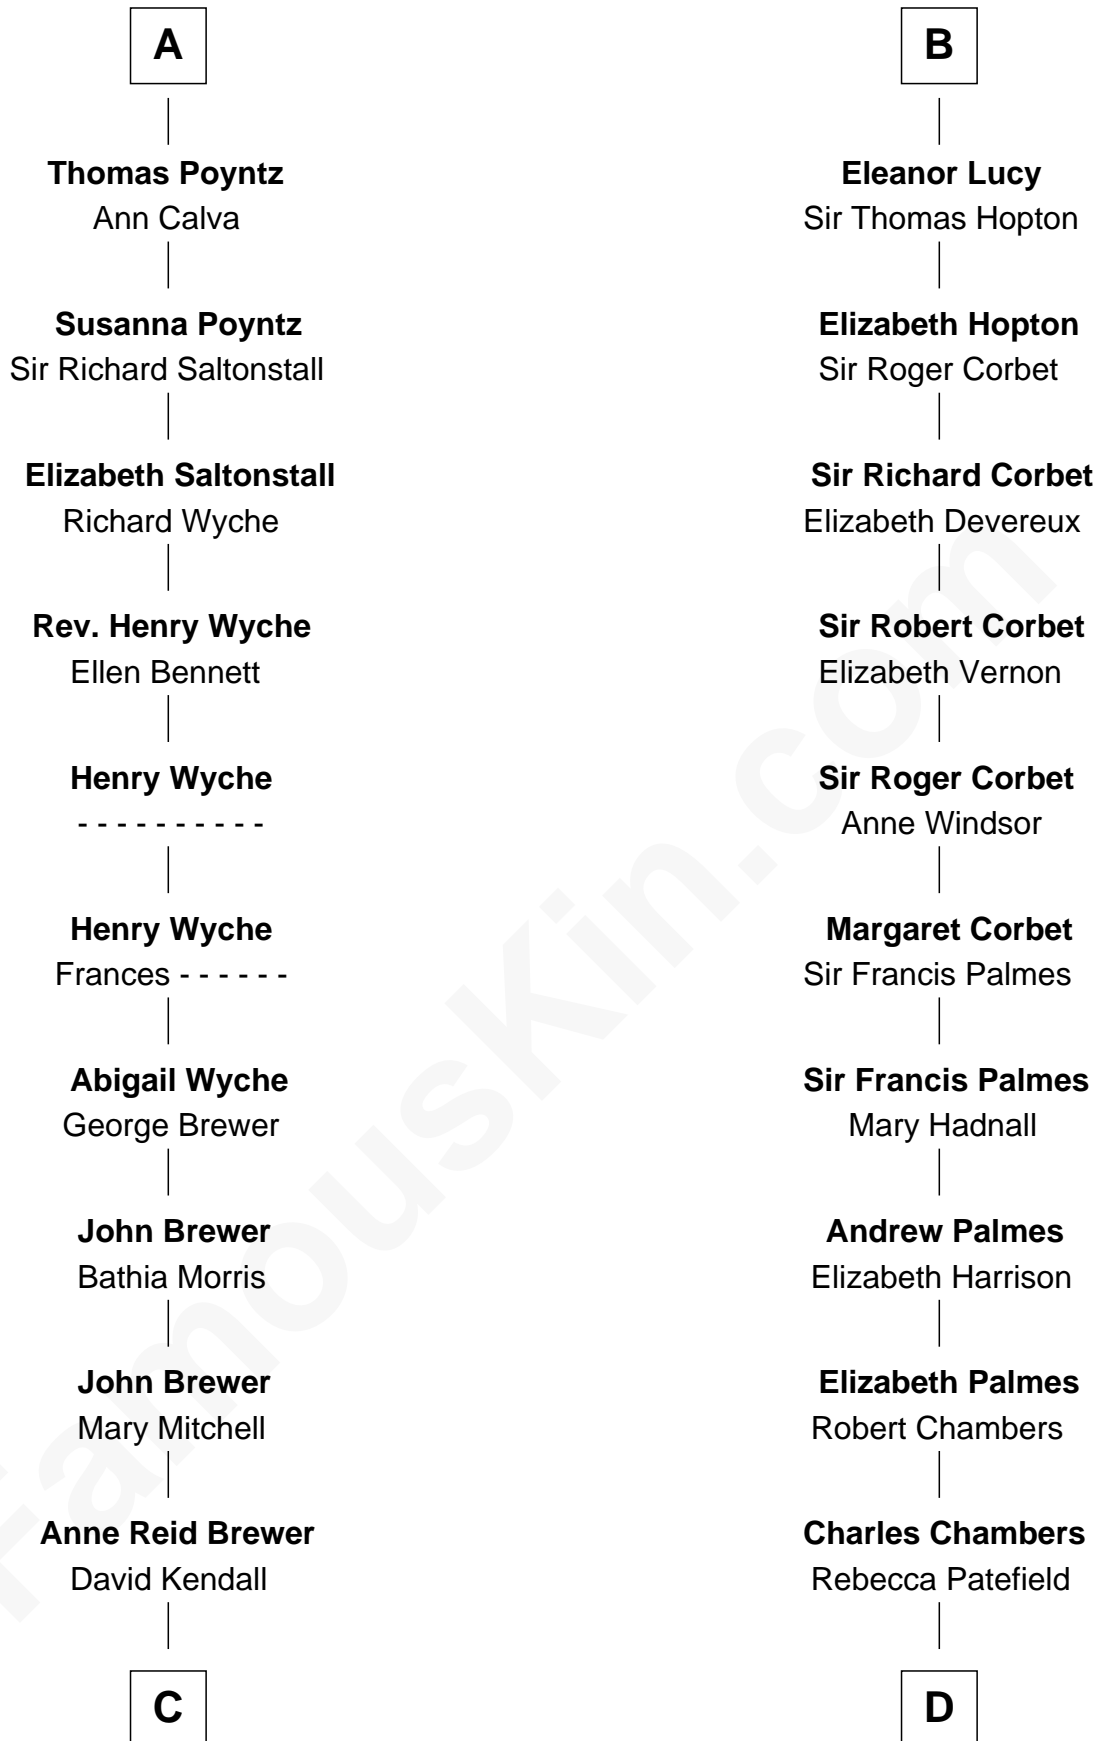 A
Thomas Poyntz
Ann Calva
Susanna Poyntz
Sir Richard Saltonstall
Elizabeth Saltonstall
Richard Wyche
Rev. Henry Wyche
Ellen Bennett
Henry Wyche
- - - - - - - - - -
Henry Wyche
Frances - - - - - -
Abigail Wyche
George Brewer
John Brewer
Bathia Morris
John Brewer
Mary Mitchell
Anne Reid Brewer
David Kendall
C
B
Eleanor Lucy
Sir Thomas Hopton
Elizabeth Hopton
Sir Roger Corbet
Sir Richard Corbet
Elizabeth Devereux
Sir Robert Corbet
Elizabeth Vernon
Sir Roger Corbet
Anne Windsor
Margaret Corbet
Sir Francis Palmes
Sir Francis Palmes
Mary Hadnall
Andrew Palmes
Elizabeth Harrison
Elizabeth Palmes
Robert Chambers
Charles Chambers
Rebecca Patefield
D
FamousKin.com